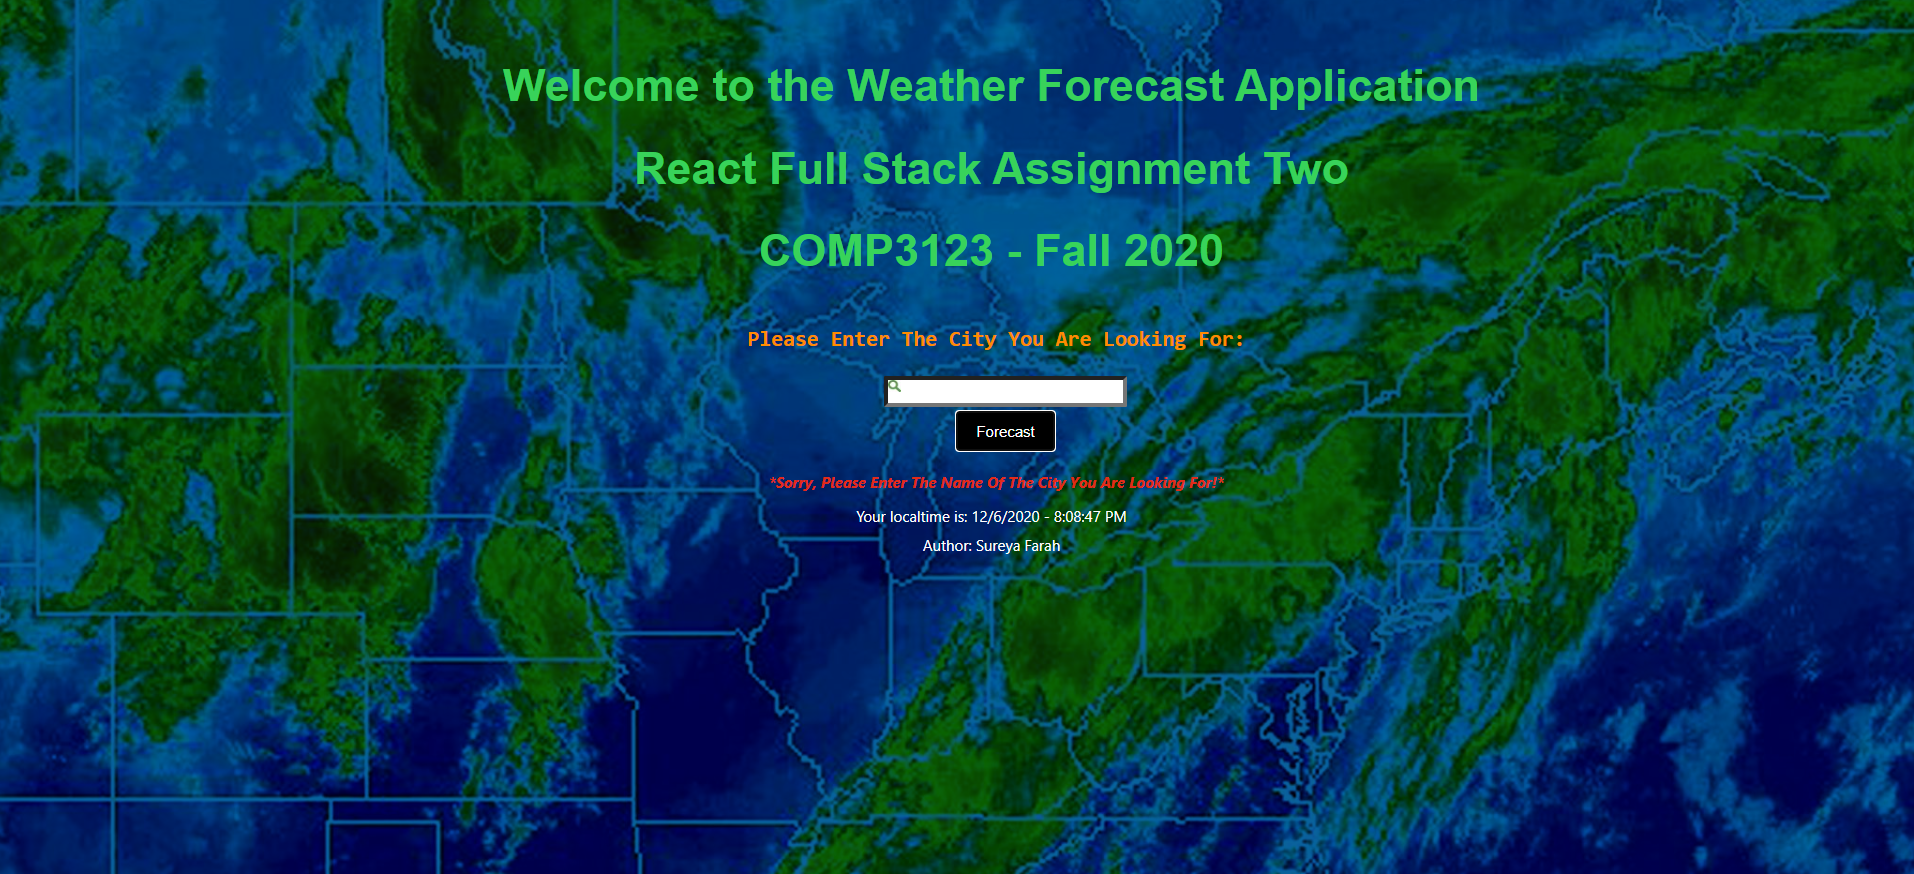 Welcome to the Weather Forecast Application
React Full Stack Assignment Two
COMP3123 - Fall 2020
Please Enter The City You Are Looking For:
Forecast
*Sorry, Please Enter The Name Of The City You Are Looking For!*
Your localtime is: 12/6/2020 - 8:08:47 PM
Author: Sureya Farah